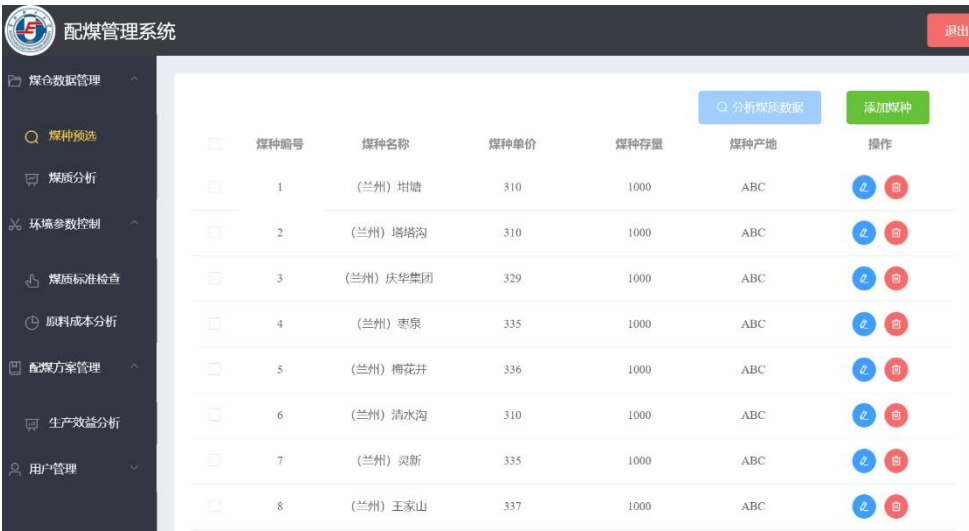 配煤管理系统
退出
煤仓数据管理
煤种预选
煤质分析
环境参数控制
煤质标准检查
原料成本分析
配煤方案管理
生产效益分析
用户管理
分析煤质数据 添加煤种
煤种编号 煤种名称 煤种单价 煤种存量 煤种产地 操作
1 （兰州）坩塘 310 1000 ABC
2 （兰州）塔塔沟 310 1000 ABC
3 （兰州）庆华集团 329 1000 ABC
4 （兰州）枣泉 335 1000 ABC
5 （兰州）梅花井 336 1000 ABC
6 （兰州）清水沟 310 1000 ABC
7 （兰州）灵新 335 1000 ABC
8 （兰州）王家山 337 1000 ABC